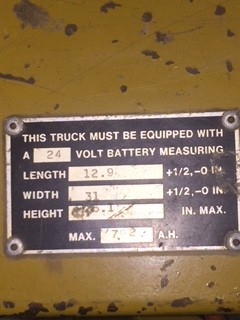 THIS TRUCK MUST BE EQUIPPED WITH
A 24 VOLT BATTERY MEASURING
LENGTH 12.9 +1/2,-0 IN.
WIDTH 31 +1/2,-0 IN.
HEIGHT IN. MAX.
MAX. A.H.